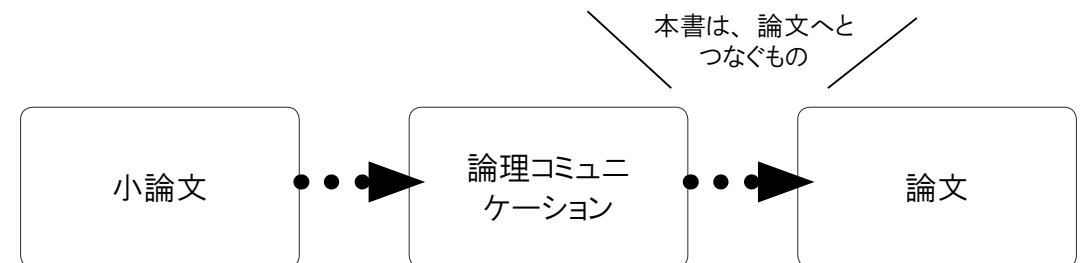 本書は、論文へと
つなぐもの
小論文
論理コミュニ
ケーション
論文